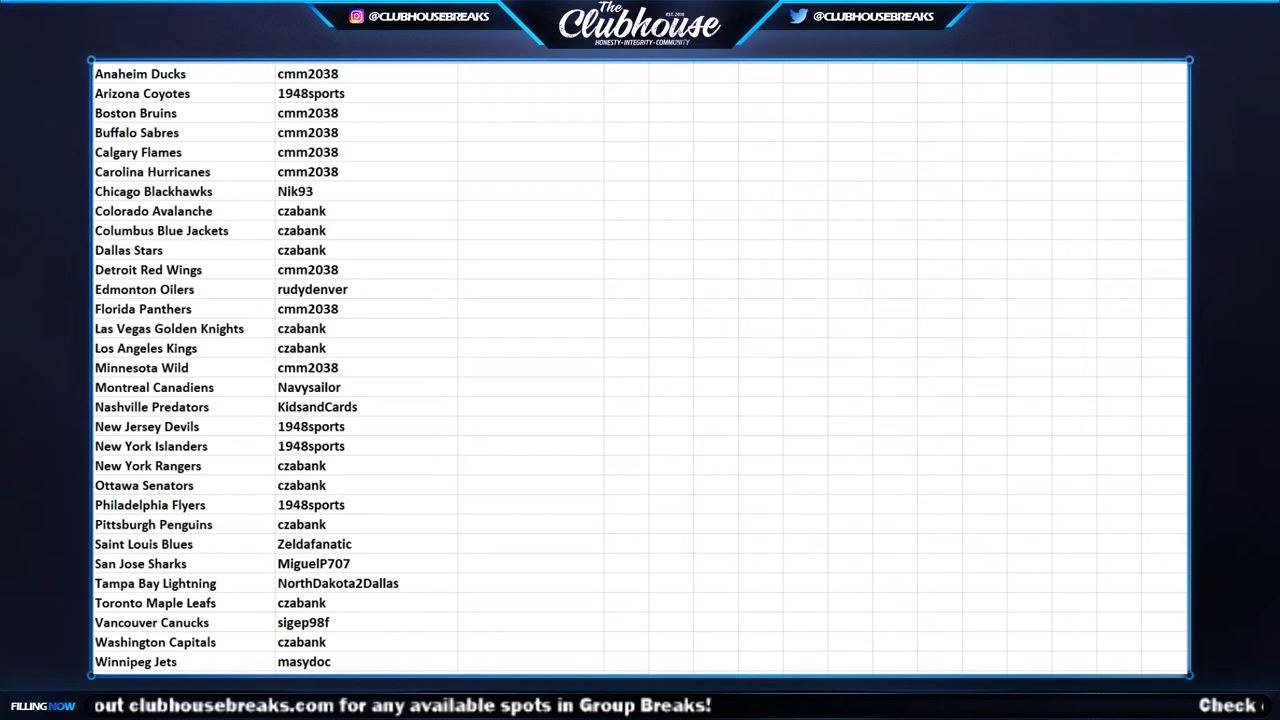 @CLUBHOUSEBREAKS
The
Clubhouse
EST. 2018
HONESTY • INTEGRITY • COMMUNITY
@CLUBHOUSEBREAKS
Anaheim Ducks cmm2038
Arizona Coyotes 1948sports
Boston Bruins cmm2038
Buffalo Sabres cmm2038
Calgary Flames cmm2038
Carolina Hurricanes cmm2038
Chicago Blackhawks Nik93
Colorado Avalanche czabank
Columbus Blue Jackets czabank
Dallas Stars czabank
Detroit Red Wings cmm2038
Edmonton Oilers rudydenver
Florida Panthers cmm2038
Las Vegas Golden Knights czabank
Los Angeles Kings czabank
Minnesota Wild cmm2038
Montreal Canadiens Navysailor
Nashville Predators KidsandCards
New Jersey Devils 1948sports
New York Islanders 1948sports
New York Rangers czabank
Ottawa Senators czabank
Philadelphia Flyers 1948sports
Pittsburgh Penguins czabank
Saint Louis Blues Zeldafanatic
San Jose Sharks MiguelP707
Tampa Bay Lightning NorthDakota2Dallas
Toronto Maple Leafs czabank
Vancouver Canucks sigep98f
Washington Capitals czabank
Winnipeg Jets masydoc
FILLING NOW out clubhousebreaks.com for any available spots in Group Breaks! Check